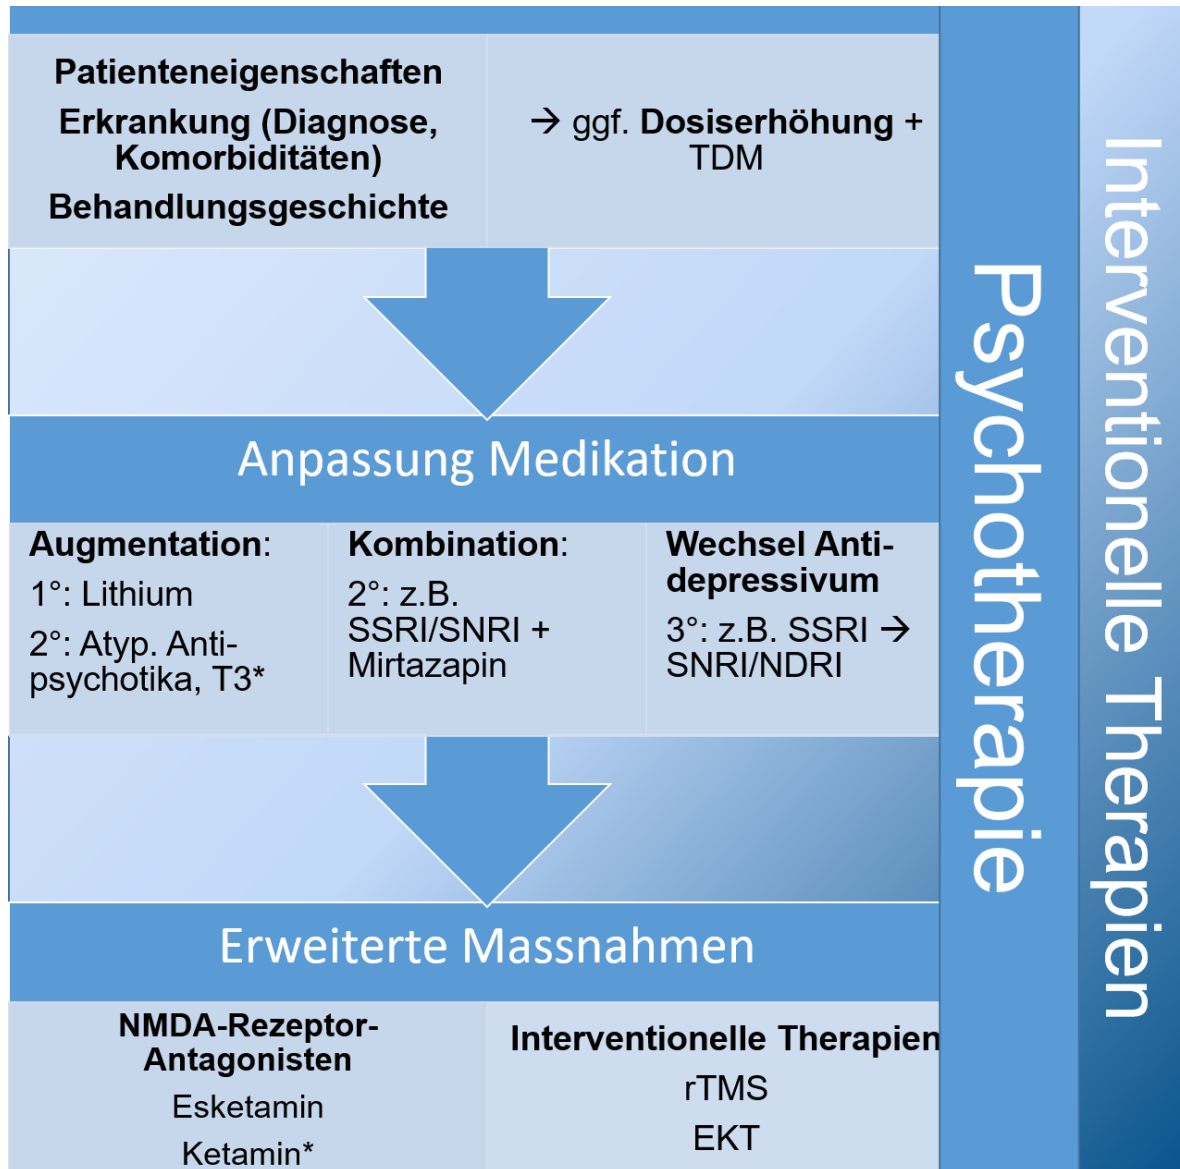 Patienteneigenschaften
Erkrankung (Diagnose,
Komorbiditäten)
Behandlungsgeschichte
→ ggf. Dosiserhöhung +
TDM
Anpassung Medikation
Augmentation:
1°: Lithium
2°: Atyp. Anti-
psychotika, T3*
Kombination:
2°: z.B.
SSRI/SNRI +
Mirtazapin
Wechsel Anti-
depressivum
3°: z.B. SSRI →
SNRI/NDRI
Erweiterte Massnahmen
NMDA-Rezeptor-
Antagonisten
Esketamin
Ketamin*
Interventionelle Therapien
rTMS
EKT
Psychotherapie
Interventionelle Therapien